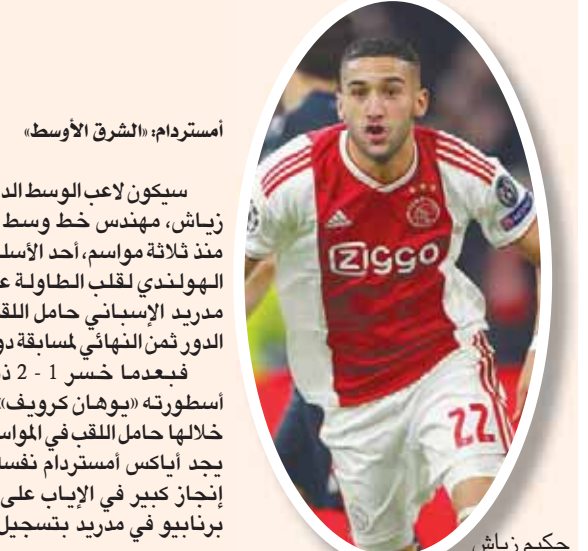 أمستردام: «الشرق الأوسط»
سيكون لاعب الوسط الد
زياش، مهندس خط وسط
منذ ثلاثة مواسم، أحد الأسل
الهولندي لقلب الطاولة ع
مدريد الإسباني حامل اللق
الدور ثمن النهائي لمسابقة دو
فبعدما خسر 1 - 2 ذ
أسطورته «يوهان كرويف»
خلالها حامل اللقب في المواس
يجد أياكس أمستردام نفسا
إنجاز كبير في الإياب على
برنابيو في مدريد بتسجيل
ziggo
22
حكيم زياش